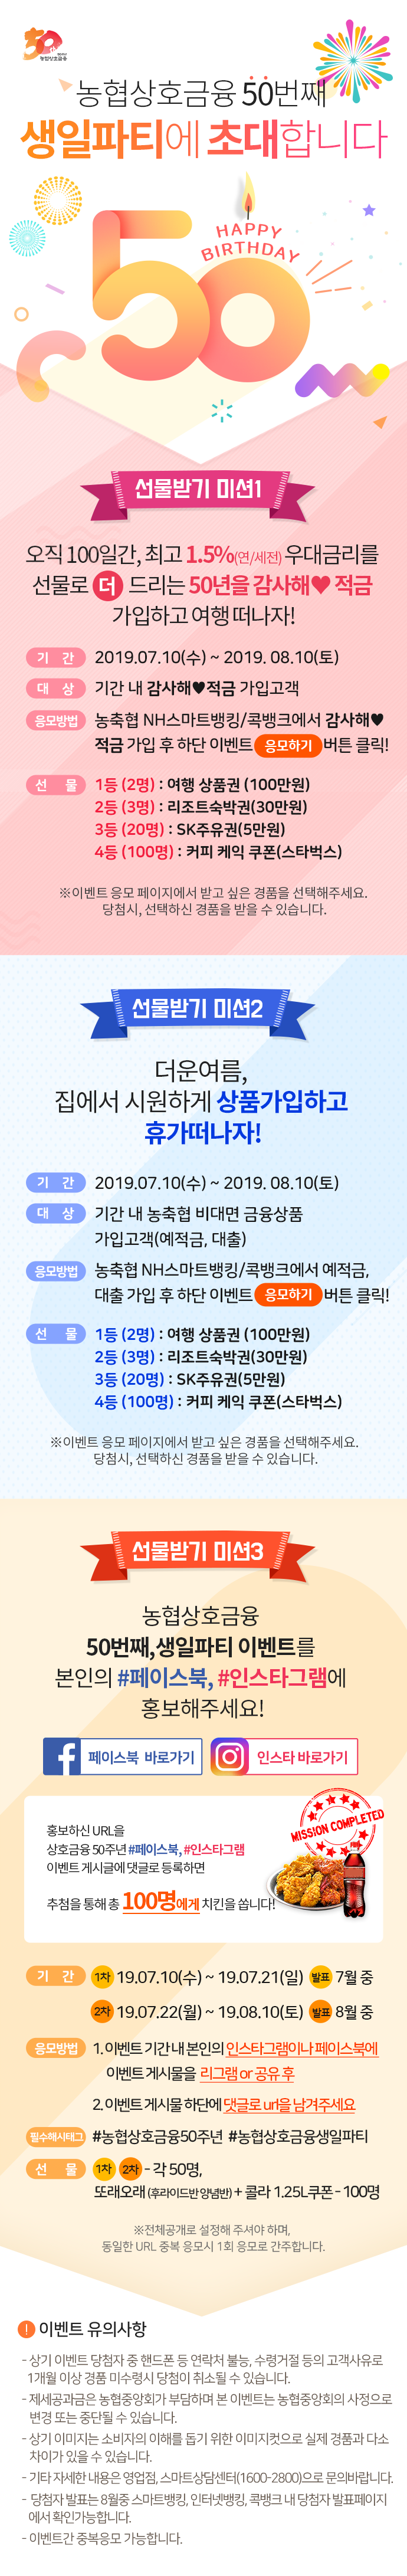 50th
농협상호금융
농협상호금융 50번째
생일파티에 초대합니다
HAPPY
BIRTHDAY
50
선물받기 미션1
오직 100일간, 최고 1.5%(연/세전) 우대금리를
선물로 더 드리는 50년을 감사해♥ 적금
가입하고 여행 떠나자!
기 간 2019.07.10(수) ~ 2019. 08.10(토)
대 상 기간 내 감사해♥적금 가입고객
응모방법 농축협 NH스마트뱅킹/콕뱅크에서 감사해♥
적금 가입 후 하단 이벤트 응모하기 버튼 클릭!
선 물 1등 (2명) : 여행 상품권 (100만원)
2등 (3명) : 리조트숙박권(30만원)
3등 (20명) : SK주유권(5만원)
4등 (100명) : 커피 케익 쿠폰(스타벅스)
※이벤트 응모 페이지에서 받고 싶은 경품을 선택해주세요.
당첨시, 선택하신 경품을 받을 수 있습니다.
선물받기 미션2
더운여름,
집에서 시원하게 상품가입하고
휴가떠나자!
기 간 2019.07.10(수) ~ 2019. 08.10(토)
대 상 기간 내 농축협 비대면 금융상품
가입고객(예적금, 대출)
응모방법 농축협 NH스마트뱅킹/콕뱅크에서 예적금,
대출 가입 후 하단 이벤트 응모하기 버튼 클릭!
선 물 1등 (2명) : 여행 상품권 (100만원)
2등 (3명) : 리조트숙박권(30만원)
3등 (20명) : SK주유권(5만원)
4등 (100명) : 커피 케익 쿠폰(스타벅스)
※이벤트 응모 페이지에서 받고 싶은 경품을 선택해주세요.
당첨시, 선택하신 경품을 받을 수 있습니다.
선물받기 미션3
농협상호금융
50번째,생일파티 이벤트를
본인의 #페이스북, #인스타그램에
홍보해주세요!
페이스북 바로가기 인스타 바로가기
홍보하신 URL을
상호금융 50주년 #페이스북, #인스타그램
이벤트 게시글에 댓글로 등록하면
추첨을 통해 총 100명에게 치킨을 쏩니다!
MISSION COMPLETED
기 간 1차 19.07.10(수) ~ 19.07.21(일) 발표 7월 중
2차 19.07.22(월) ~ 19.08.10(토) 발표 8월 중
응모방법 1. 이벤트 기간 내 본인의 인스타그램이나 페이스북에
이벤트 게시물을 리그램 or 공유 후
2. 이벤트 게시물 하단에 댓글로 url을 남겨주세요
필수해시태그 #농협상호금융50주년 #농협상호금융생일파티
선 물 1차 2차 - 각 50명,
또래오래 (후라이드반 양념반) + 콜라 1.25L쿠폰 - 100명
※전체공개로 설정해 주셔야 하며,
동일한 URL 중복 응모시 1회 응모로 간주합니다.
! 이벤트 유의사항
- 상기 이벤트 당첨자 중 핸드폰 등 연락처 불능, 수령거절 등의 고객사유로
1개월 이상 경품 미수령시 당첨이 취소될 수 있습니다.
- 제세공과금은 농협중앙회가 부담하며 본 이벤트는 농협중앙회의 사정으로
변경 또는 중단될 수 있습니다.
- 상기 이미지는 소비자의 이해를 돕기 위한 이미지컷으로 실제 경품과 다소
차이가 있을 수 있습니다.
- 기타 자세한 내용은 영업점, 스마트상담센터(1600-2800)으로 문의바랍니다.
- 당첨자 발표는 8월중 스마트뱅킹, 인터넷뱅킹, 콕뱅크 내 당첨자 발표페이지
에서 확인가능합니다.
- 이벤트간 중복응모 가능합니다.